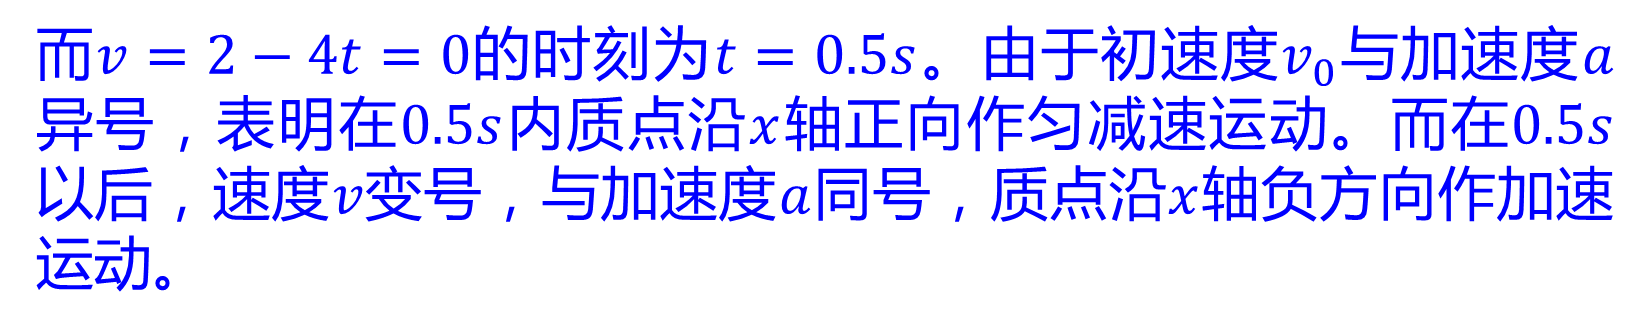 而v = 2 − 4t = 0的时刻为t = 0.5s。由于初速度v₀与加速度a
异号，表明在0.5s内质点沿x轴正向作匀减速运动。而在0.5s
以后，速度v变号，与加速度a同号，质点沿x轴负方向作加速
运动。